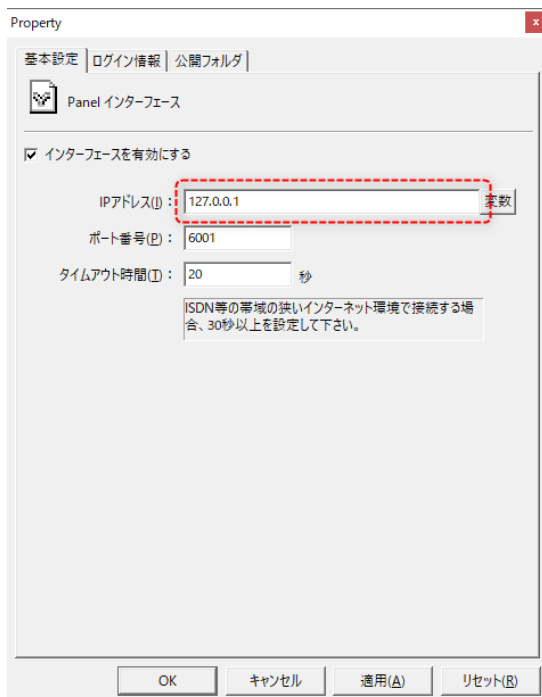 Property
x
基本設定 ログイン情報 公開フォルダ
Panel インターフェース
インターフェースを有効にする
IPアドレス(I)： 127.0.0.1 変数
ポート番号(P)： 6001
タイムアウト時間(T)： 20 秒
ISDN等の帯域の狭いインターネット環境で接続する場
合、30秒以上を設定して下さい。
OK キャンセル 適用(A) リセット(R)